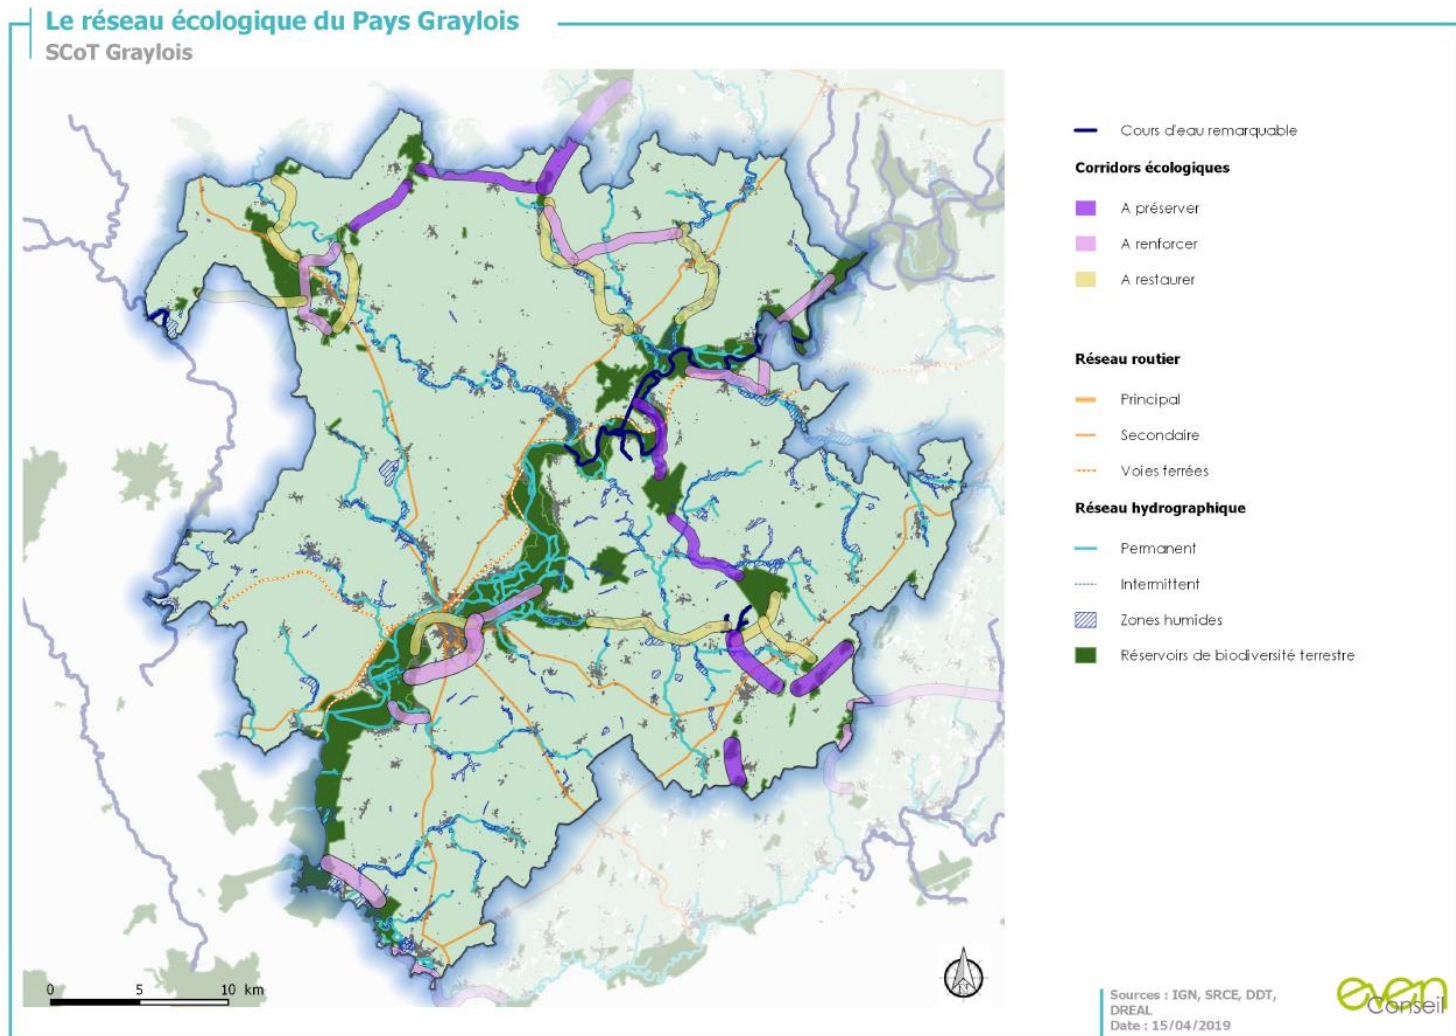 Le réseau écologique du Pays Graylois
SCoT Graylois
Cours d'eau remarquable
Corridors écologiques
A préserver
A renforcer
A restaurer
Réseau routier
Principal
Secondaire
Voies ferrées
Réseau hydrographique
Permanent
Intermittent
Zones humides
Réservoirs de biodiversité terrestre
0 5 10 km
N
Sources : IGN, SRCE, DDT,
DREAL
Date : 15/04/2019
even
Conseil